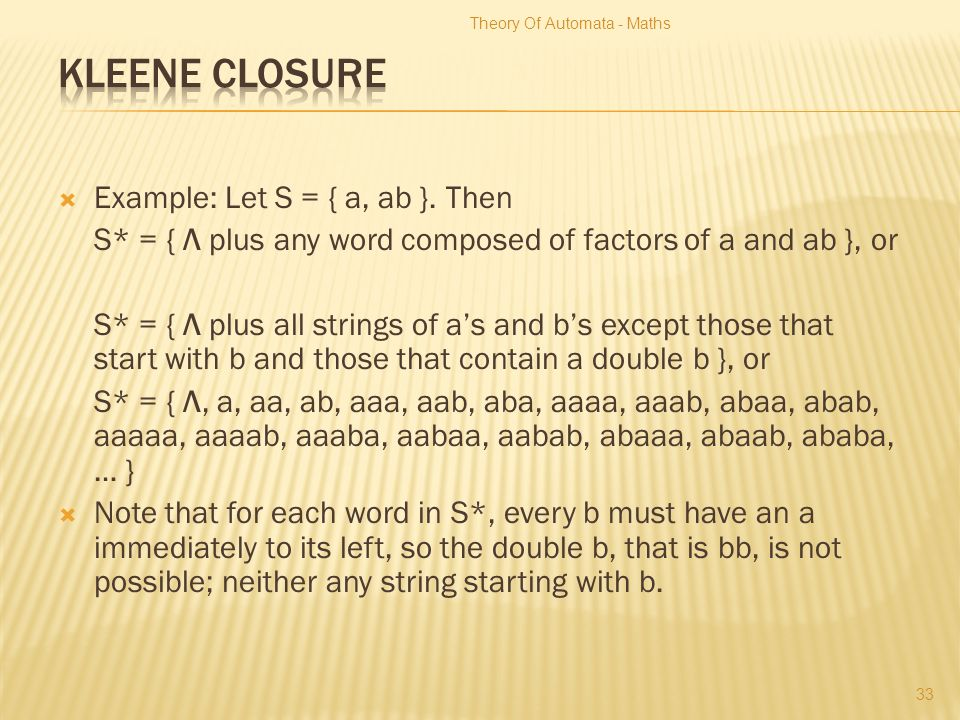 Theory Of Automata - Maths
KLEENE CLOSURE
Example: Let S = { a, ab }. Then
S* = { Λ plus any word composed of factors of a and ab }, or
S* = { Λ plus all strings of a’s and b’s except those that
start with b and those that contain a double b }, or
S* = { Λ, a, aa, ab, aaa, aab, aba, aaaa, aaab, abaa, abab,
aaaaa, aaaab, aaaba, aabaa, aabab, abaaa, abaab, ababa,
… }
Note that for each word in S*, every b must have an a
immediately to its left, so the double b, that is bb, is not
possible; neither any string starting with b.
33